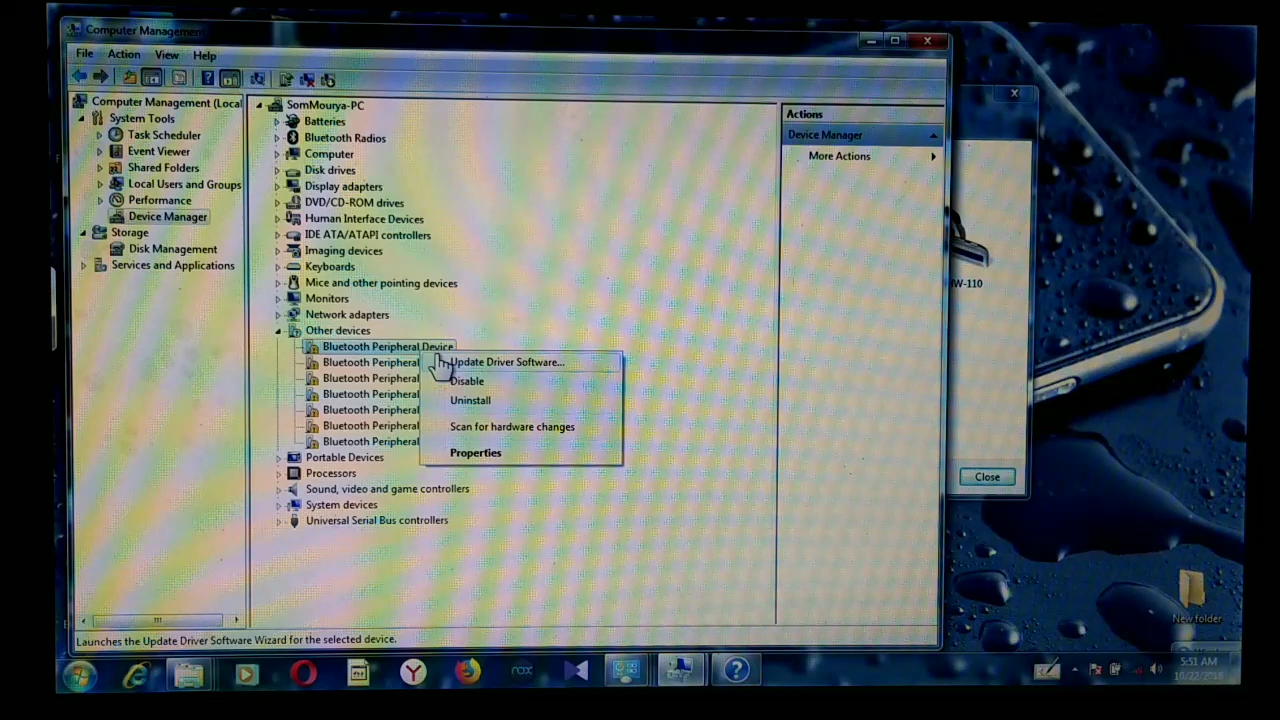 Computer Management
File Action View Help
Computer Management (Local
System Tools
Task Scheduler
Event Viewer
Shared Folders
Local Users and Groups
Performance
Device Manager
Storage
Disk Management
Services and Applications
SomMourya-PC
Batteries
Bluetooth Radios
Computer
Disk drives
Display adapters
DVD/CD-ROM drives
Human Interface Devices
IDE ATA/ATAPI controllers
Imaging devices
Keyboards
Mice and other pointing devices
Monitors
Network adapters
Other devices
Bluetooth Peripheral Device
Bluetooth Peripheral
Bluetooth Peripheral
Bluetooth Peripheral
Bluetooth Peripheral
Bluetooth Peripheral
Bluetooth Peripheral
Portable Devices
Processors
Sound, video and game controllers
System devices
Universal Serial Bus controllers
Update Driver Software...
Disable
Uninstall
Scan for hardware changes
Properties
Actions
Device Manager
More Actions
W-110
Close
New folder
Launches the Update Driver Software Wizard for the selected device.
nox
5:51 AM